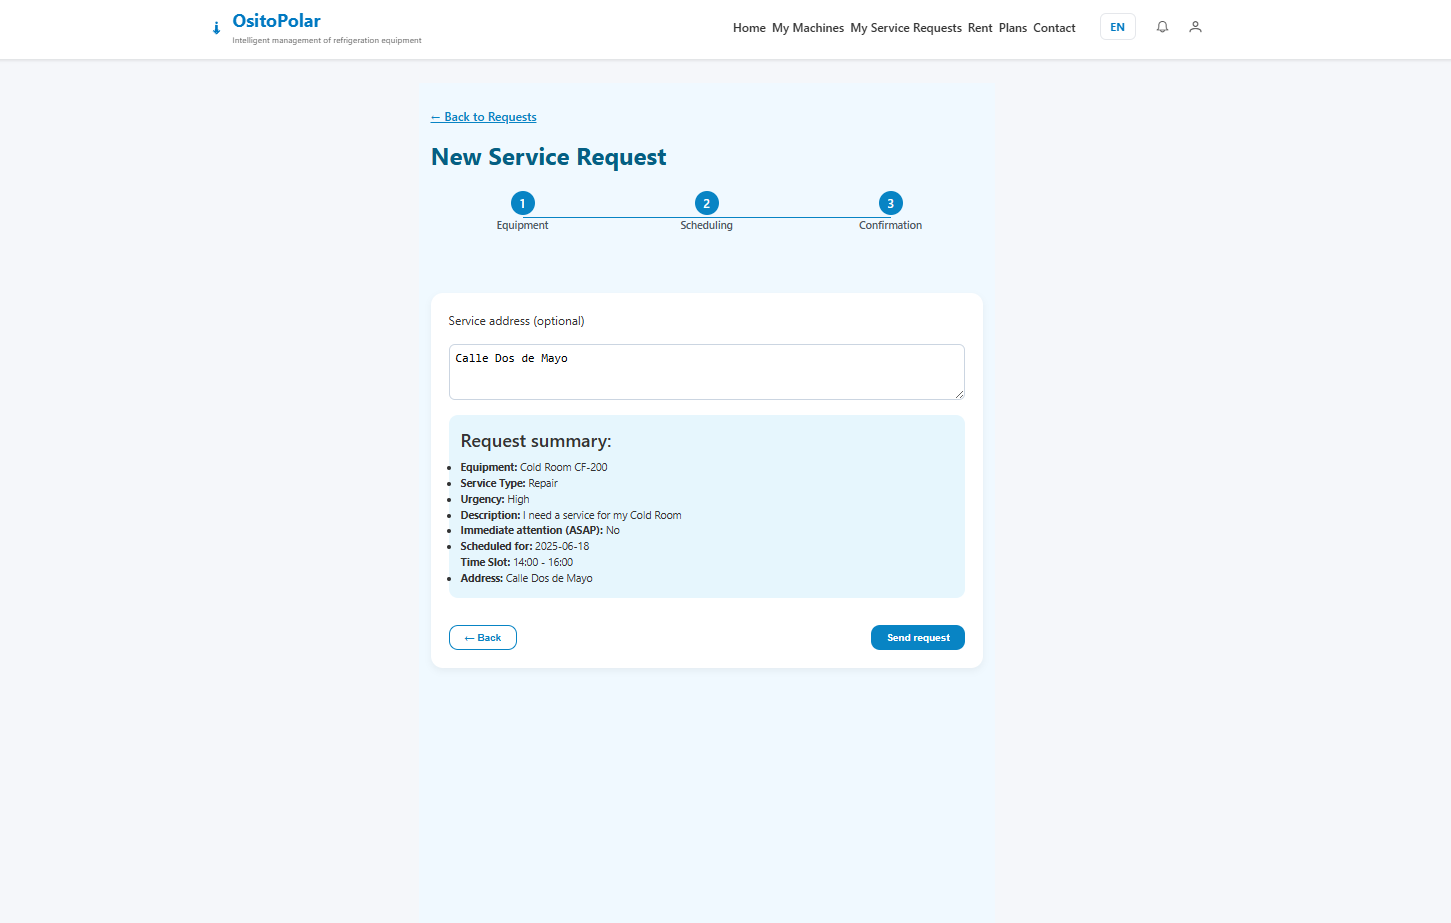 OsitoPolar
Intelligent management of refrigeration equipment
Home My Machines My Service Requests Rent Plans Contact EN
← Back to Requests
New Service Request
1 2 3
Equipment Scheduling Confirmation
Service address (optional)
Calle Dos de Mayo
Request summary:
• Equipment: Cold Room CF-200
• Service Type: Repair
• Urgency: High
• Description: I need a service for my Cold Room
• Immediate attention (ASAP): No
• Scheduled for: 2025-06-18
Time Slot: 14:00 - 16:00
• Address: Calle Dos de Mayo
← Back Send request